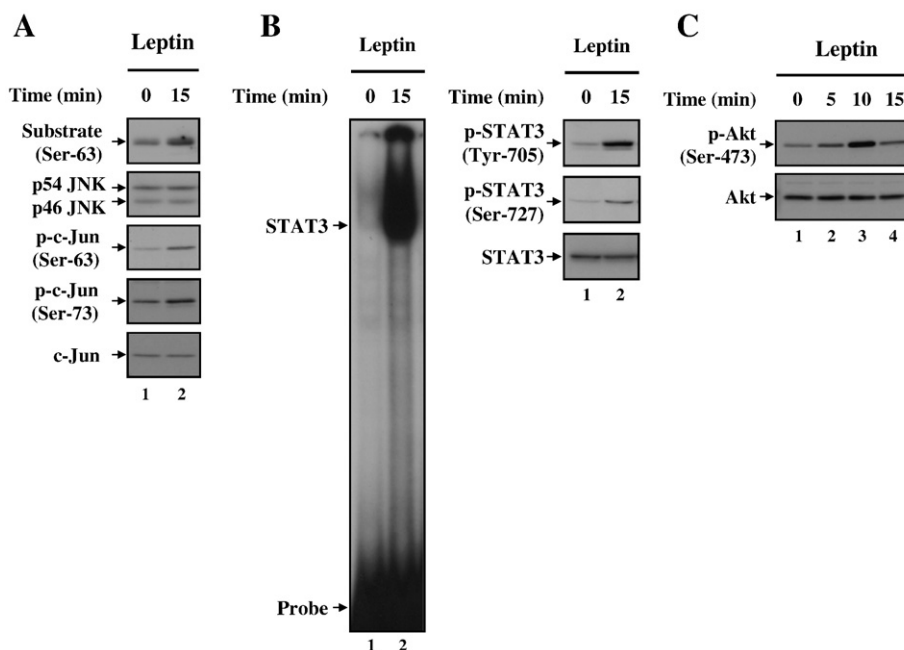 A
Leptin
Time (min) 0 15
Substrate
(Ser-63)
p54 JNK
p46 JNK
p-c-Jun
(Ser-63)
p-c-Jun
(Ser-73)
c-Jun
1 2
B
Leptin
Time (min) 0 15
STAT3
Probe
1 2
Leptin
Time (min) 0 15
p-STAT3
(Tyr-705)
p-STAT3
(Ser-727)
STAT3
1 2
C
Leptin
Time (min) 0 5 10 15
p-Akt
(Ser-473)
Akt
1 2 3 4